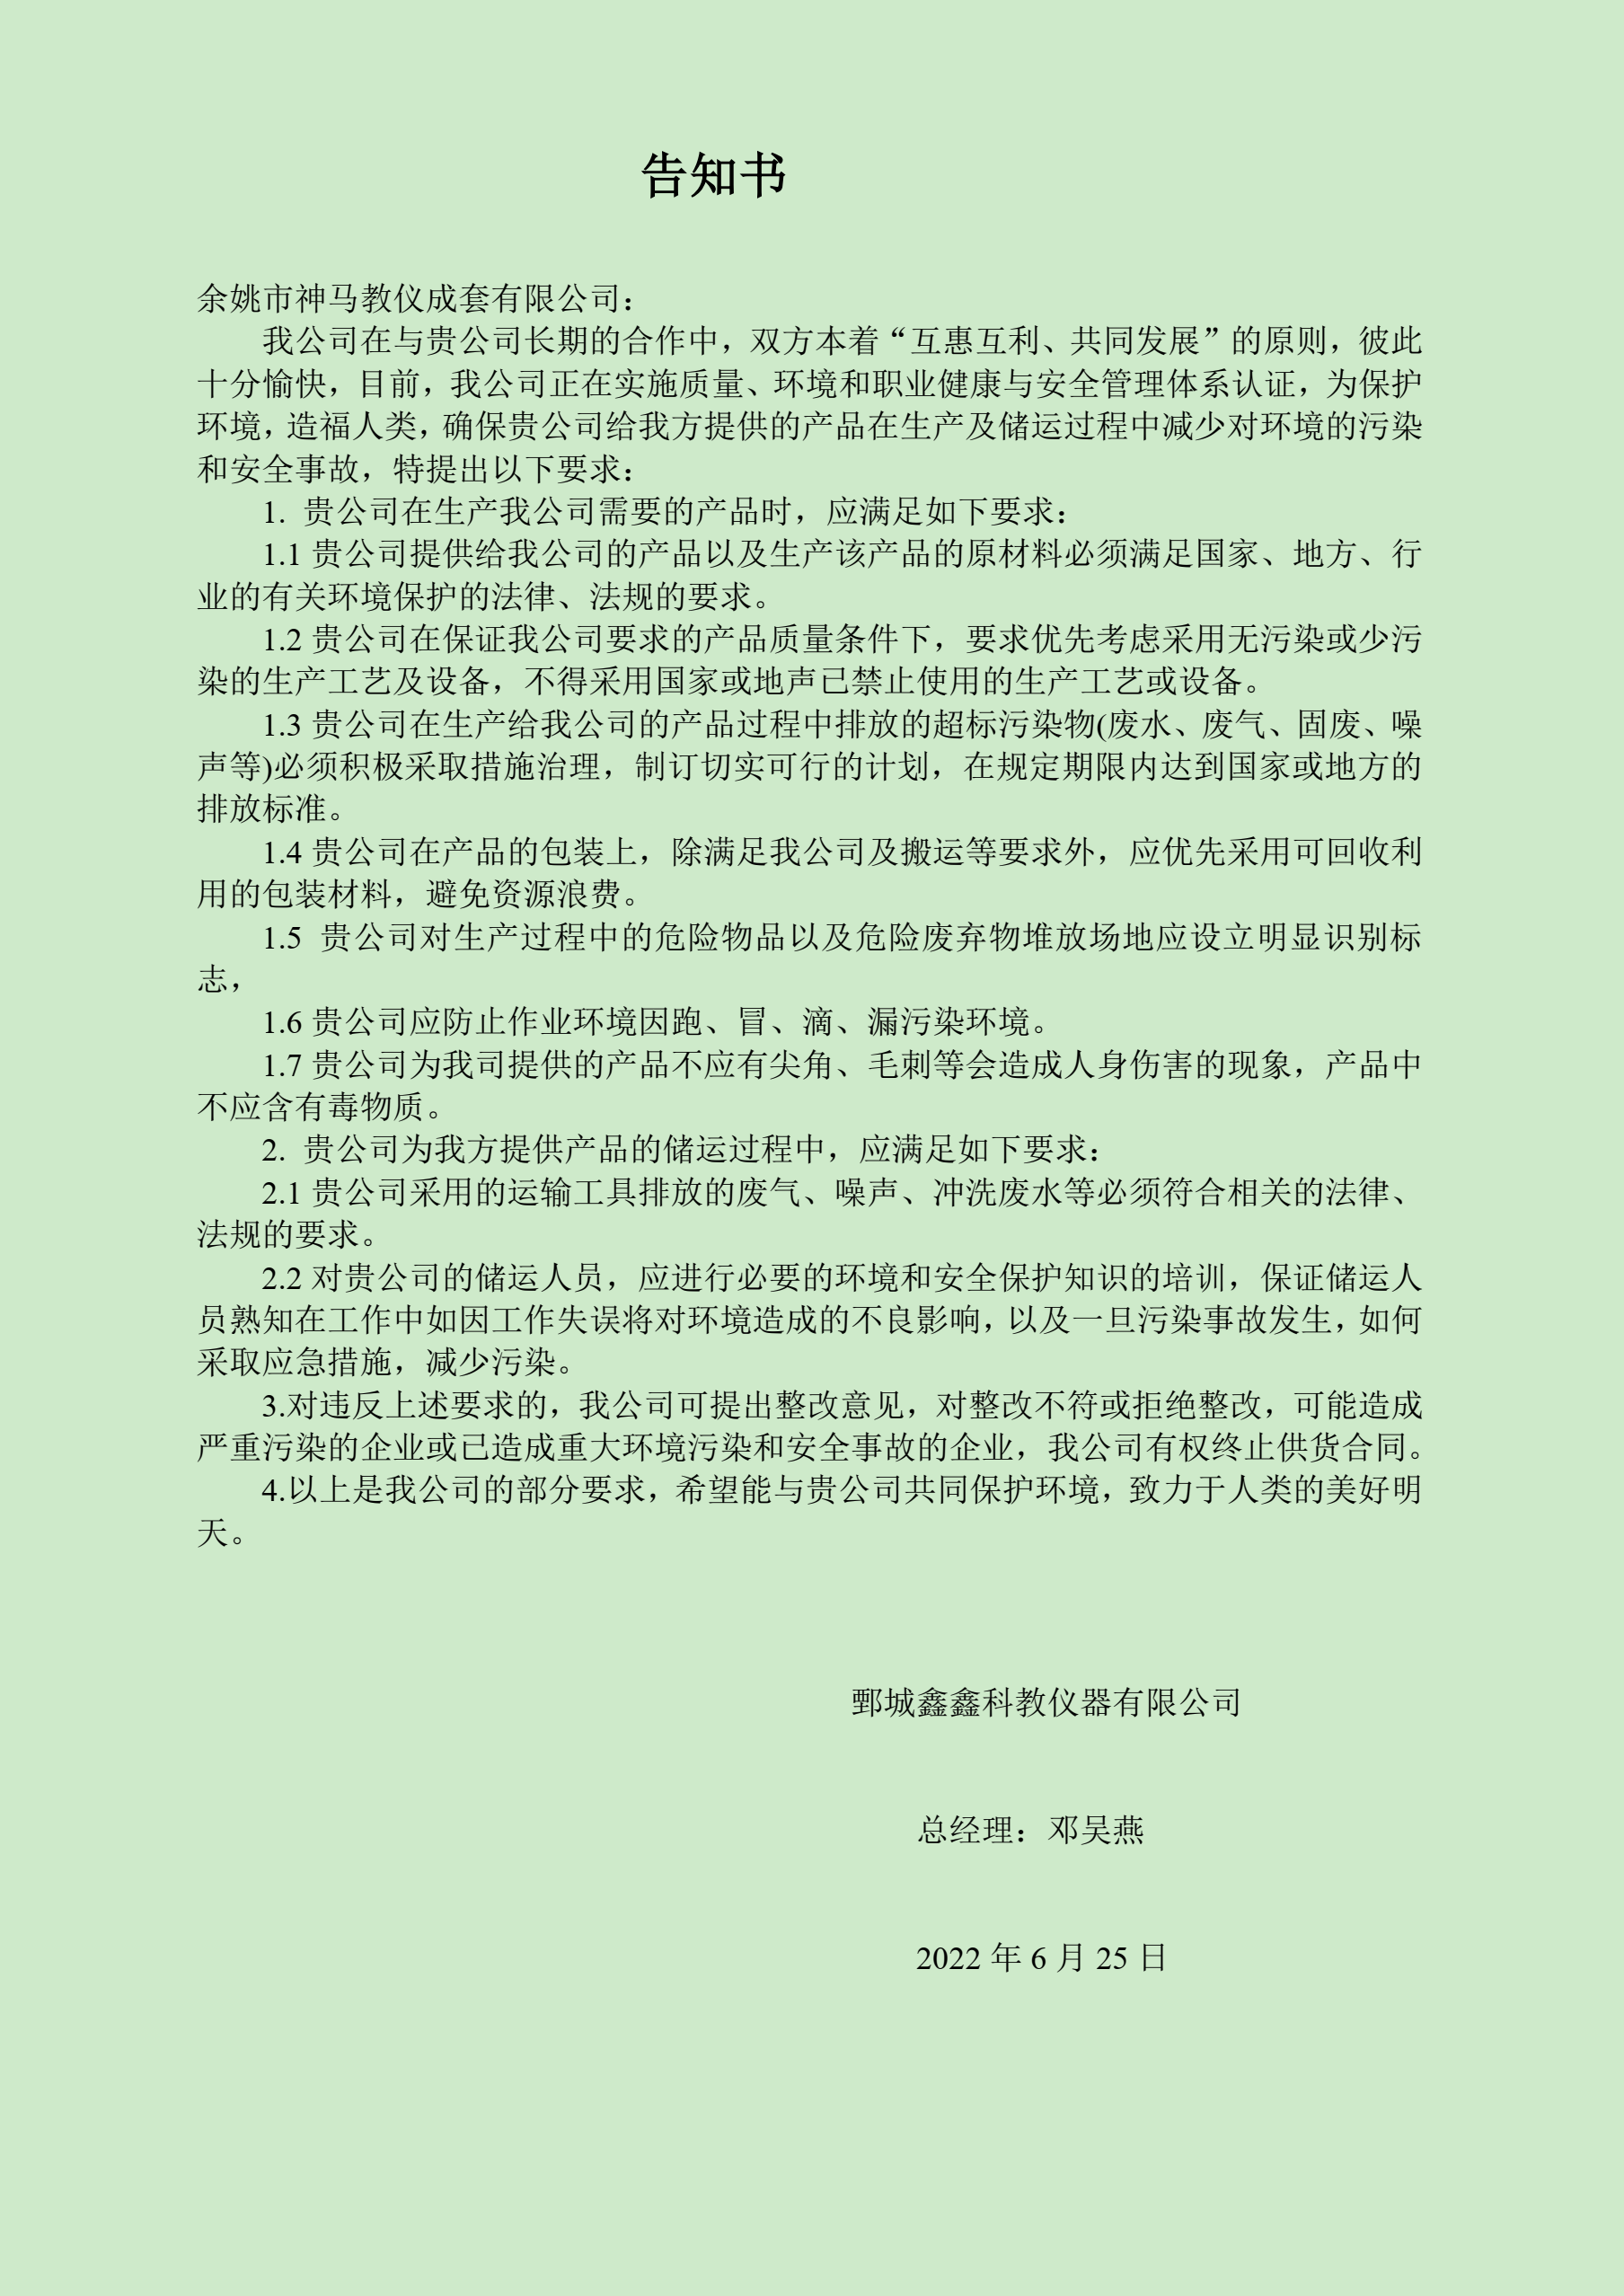 告知书
余姚市神马教仪成套有限公司：
我公司在与贵公司长期的合作中，双方本着“互惠互利、共同发展”的原则，彼此
十分愉快，目前，我公司正在实施质量、环境和职业健康与安全管理体系认证，为保护
环境，造福人类，确保贵公司给我方提供的产品在生产及储运过程中减少对环境的污染
和安全事故，特提出以下要求：
1. 贵公司在生产我公司需要的产品时，应满足如下要求：
1.1 贵公司提供给我公司的产品以及生产该产品的原材料必须满足国家、地方、行
业的有关环境保护的法律、法规的要求。
1.2 贵公司在保证我公司要求的产品质量条件下，要求优先考虑采用无污染或少污
染的生产工艺及设备，不得采用国家或地声已禁止使用的生产工艺或设备。
1.3 贵公司在生产给我公司的产品过程中排放的超标污染物(废水、废气、固废、噪
声等)必须积极采取措施治理，制订切实可行的计划，在规定期限内达到国家或地方的
排放标准。
1.4 贵公司在产品的包装上，除满足我公司及搬运等要求外，应优先采用可回收利
用的包装材料，避免资源浪费。
1.5 贵公司对生产过程中的危险物品以及危险废弃物堆放场地应设立明显识别标
志，
1.6 贵公司应防止作业环境因跑、冒、滴、漏污染环境。
1.7 贵公司为我司提供的产品不应有尖角、毛刺等会造成人身伤害的现象，产品中
不应含有毒物质。
2. 贵公司为我方提供产品的储运过程中，应满足如下要求：
2.1 贵公司采用的运输工具排放的废气、噪声、冲洗废水等必须符合相关的法律、
法规的要求。
2.2 对贵公司的储运人员，应进行必要的环境和安全保护知识的培训，保证储运人
员熟知在工作中如因工作失误将对环境造成的不良影响，以及一旦污染事故发生，如何
采取应急措施，减少污染。
3.对违反上述要求的，我公司可提出整改意见，对整改不符或拒绝整改，可能造成
严重污染的企业或已造成重大环境污染和安全事故的企业，我公司有权终止供货合同。
4.以上是我公司的部分要求，希望能与贵公司共同保护环境，致力于人类的美好明
天。
鄄城鑫鑫科教仪器有限公司
总经理：邓吴燕
2022 年 6 月 25 日